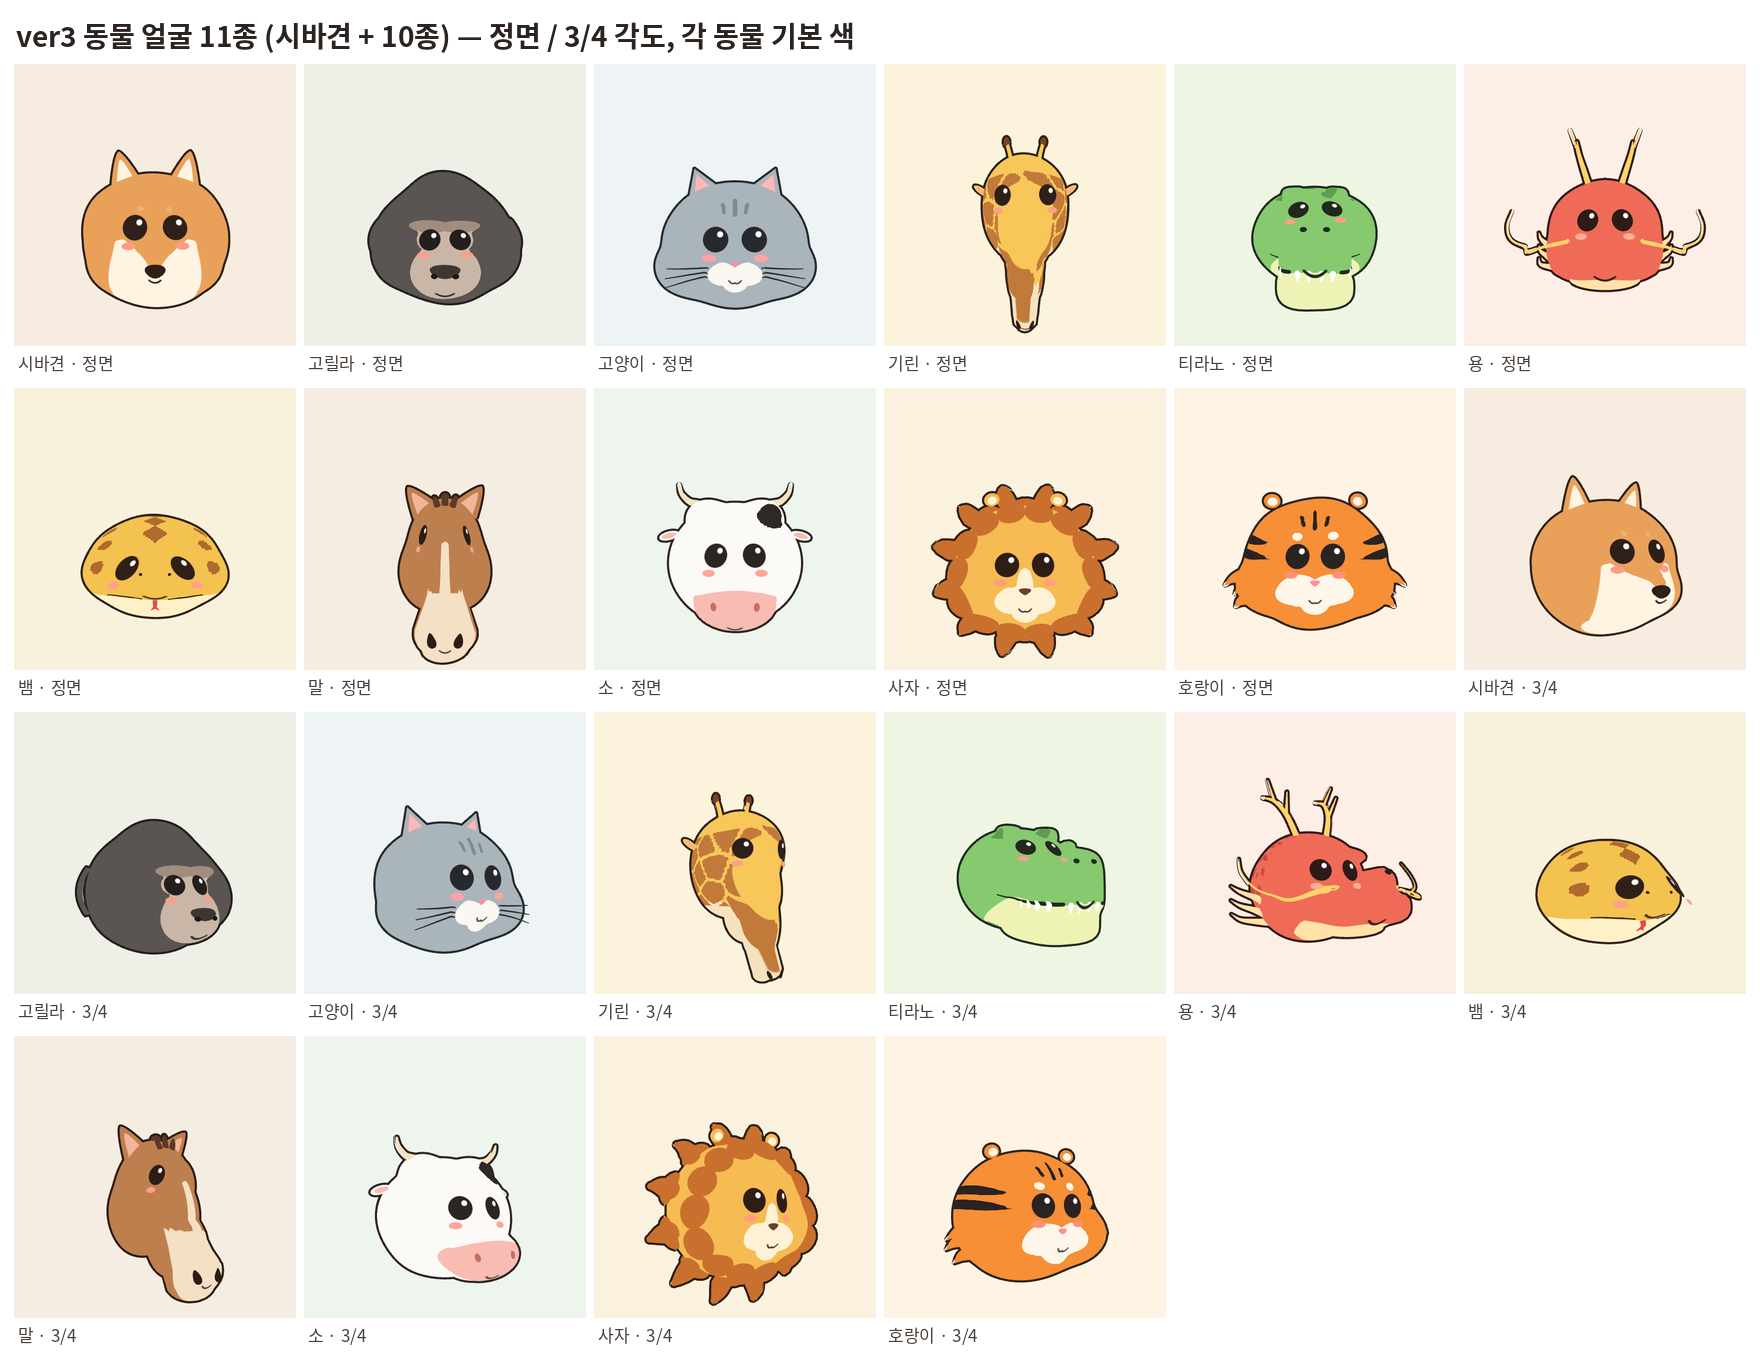 ver3 동물 얼굴 11종 (시바견 + 10종) — 정면 / 3/4 각도, 각 동물 기본 색
시바견 · 정면
고릴라 · 정면
고양이 · 정면
기린 · 정면
티라노 · 정면
용 · 정면
뱀 · 정면
말 · 정면
소 · 정면
사자 · 정면
호랑이 · 정면
시바견 · 3/4
고릴라 · 3/4
고양이 · 3/4
기린 · 3/4
티라노 · 3/4
용 · 3/4
뱀 · 3/4
말 · 3/4
소 · 3/4
사자 · 3/4
호랑이 · 3/4